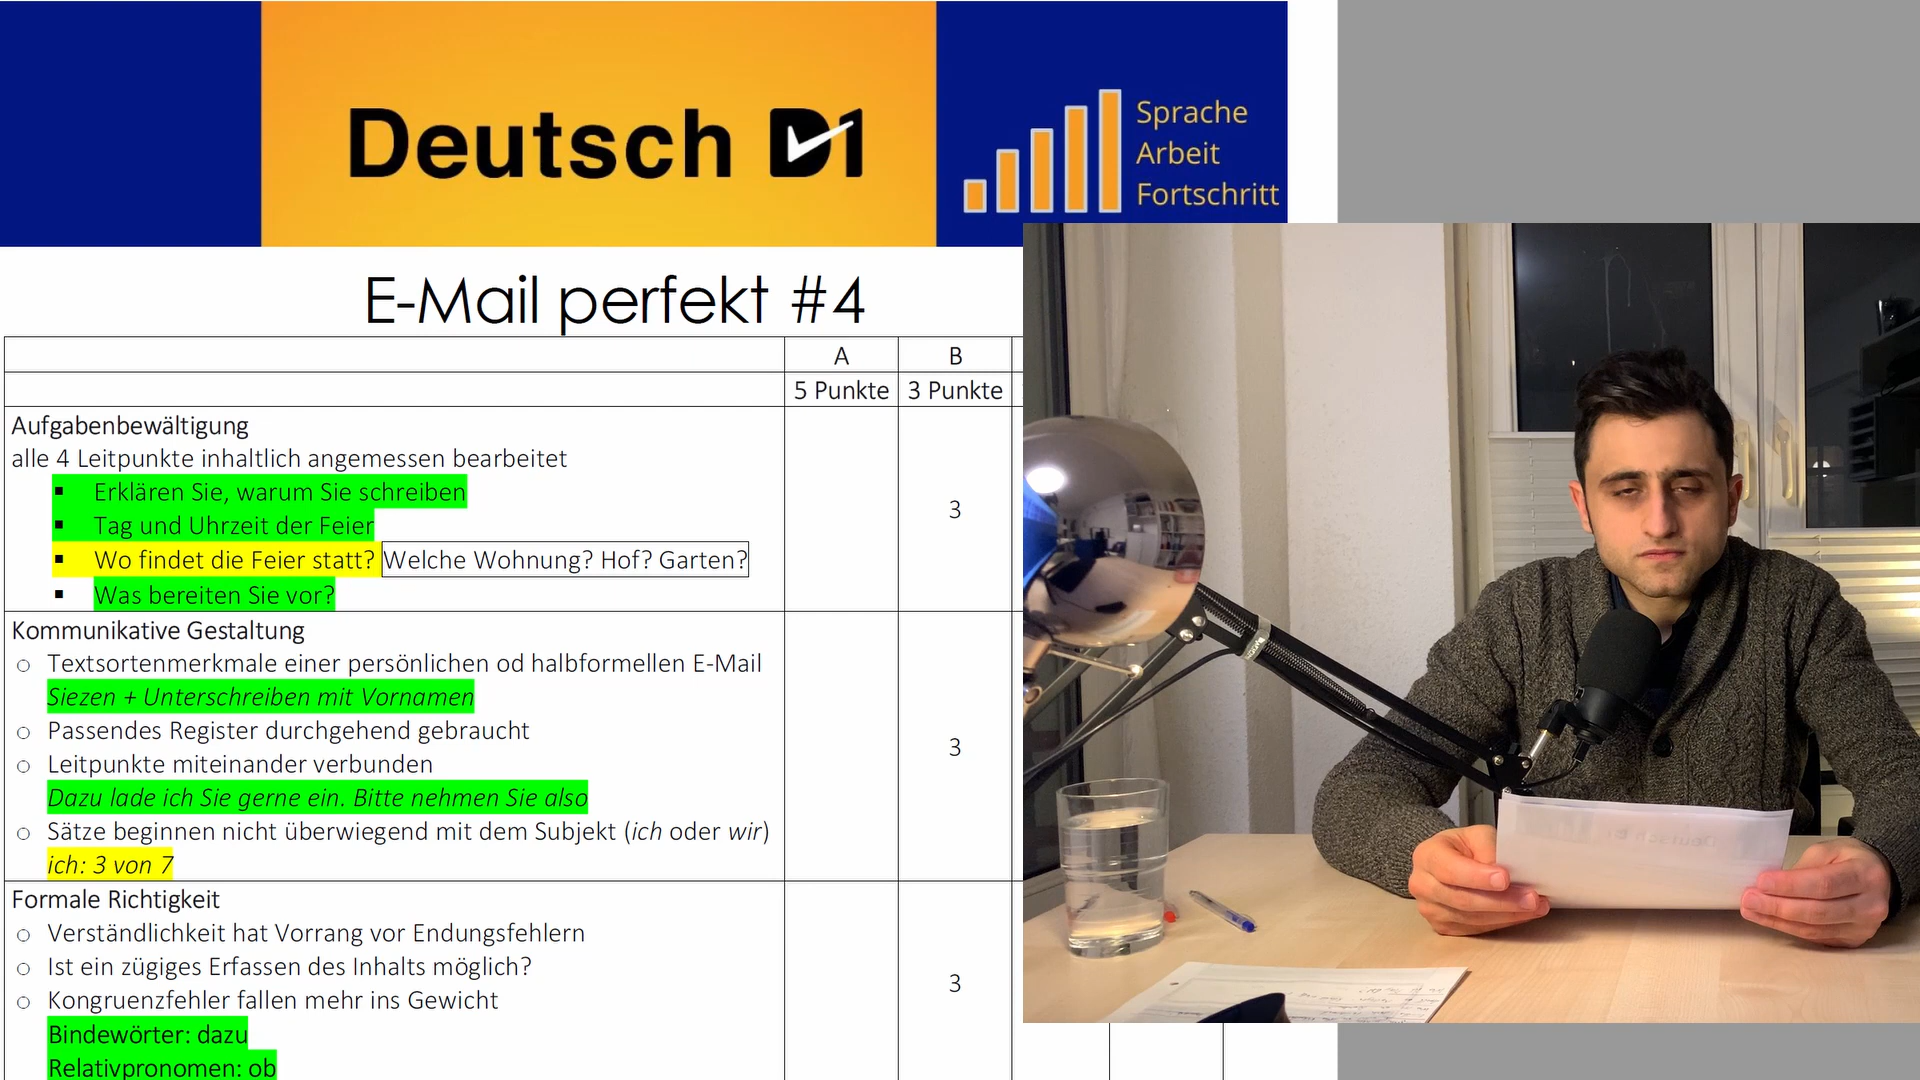 Deutsch D1
Sprache
Arbeit
Fortschritt
E-Mail perfekt #4
A B
5 Punkte 3 Punkte
Aufgabenbewältigung
alle 4 Leitpunkte inhaltlich angemessen bearbeitet
▪ Erklären Sie, warum Sie schreiben
▪ Tag und Uhrzeit der Feier
▪ Wo findet die Feier statt? Welche Wohnung? Hof? Garten?
▪ Was bereiten Sie vor?
3
Kommunikative Gestaltung
○ Textsortenmerkmale einer persönlichen od halbformellen E-Mail
Siezen + Unterschreiben mit Vornamen
○ Passendes Register durchgehend gebraucht
○ Leitpunkte miteinander verbunden
Dazu lade ich Sie gerne ein. Bitte nehmen Sie also
○ Sätze beginnen nicht überwiegend mit dem Subjekt (ich oder wir)
ich: 3 von 7
3
Formale Richtigkeit
○ Verständlichkeit hat Vorrang vor Endungsfehlern
○ Ist ein zügiges Erfassen des Inhalts möglich?
○ Kongruenzfehler fallen mehr ins Gewicht
Bindewörter: dazu
Relativpronomen: ob
3